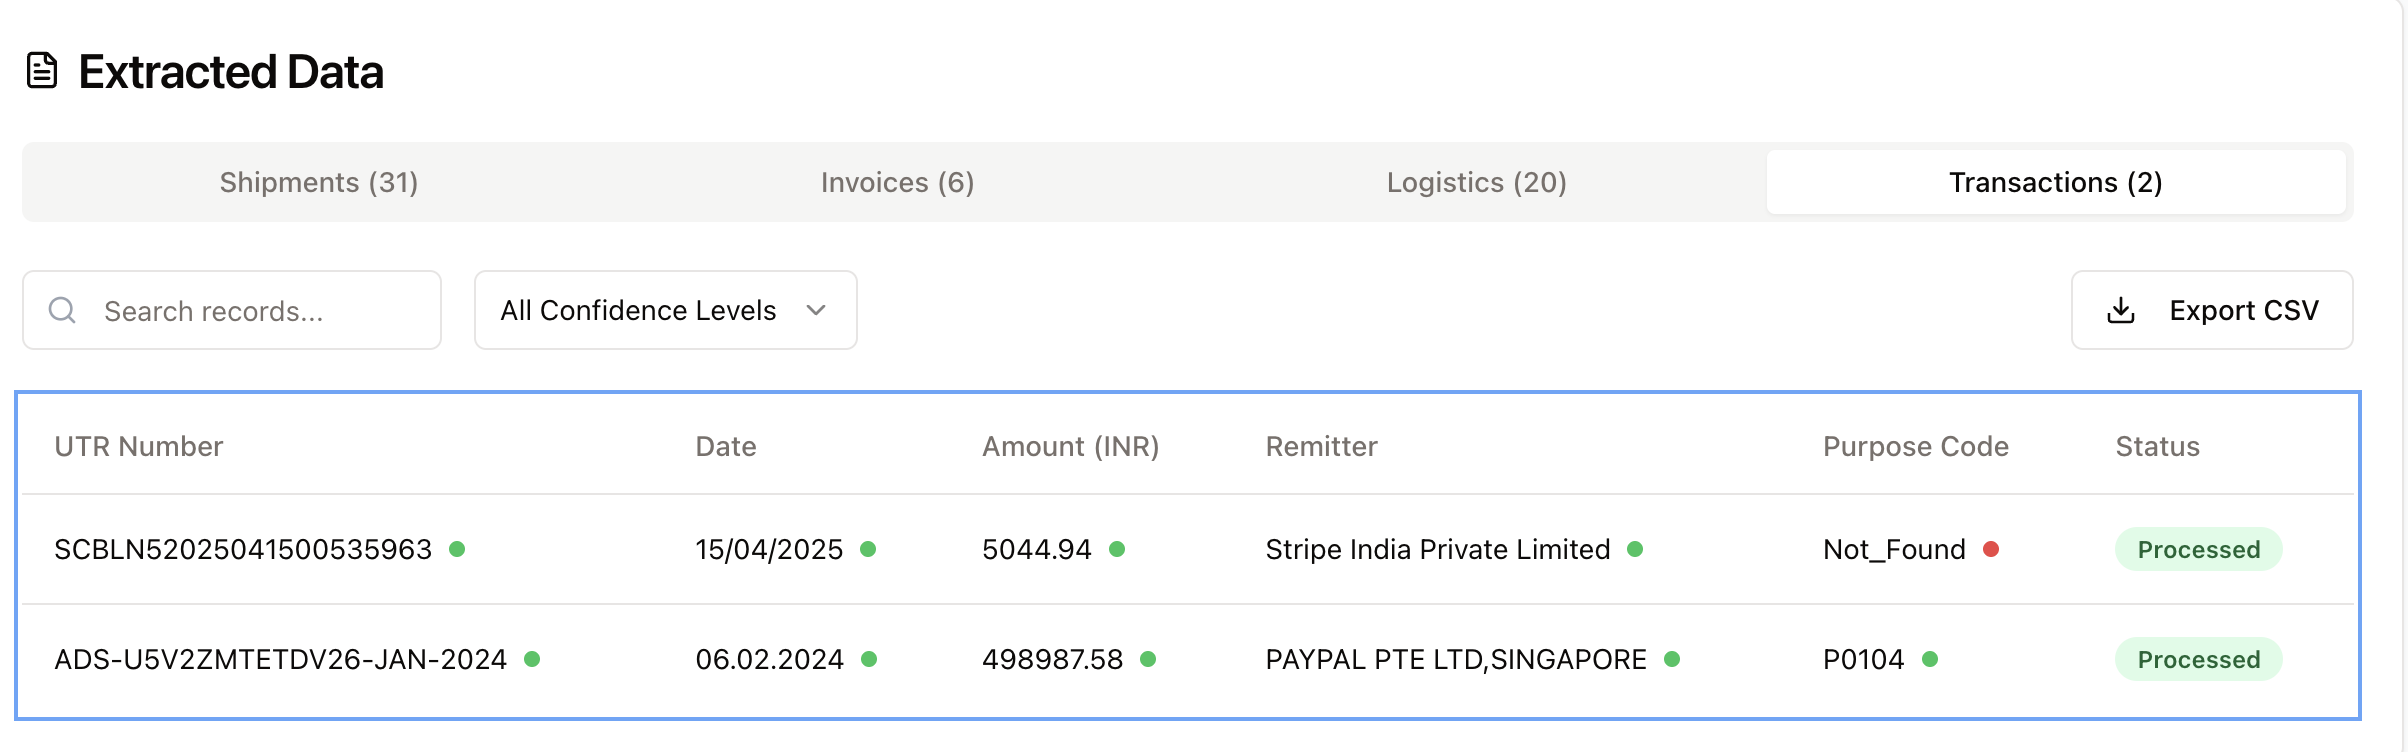 Extracted Data
Shipments (31) Invoices (6) Logistics (20) Transactions (2)
Search records... All Confidence Levels Export CSV
UTR Number Date Amount (INR) Remitter Purpose Code Status
SCBLN52025041500535963 15/04/2025 5044.94 Stripe India Private Limited Not_Found Processed
ADS-U5V2ZMTETDV26-JAN-2024 06.02.2024 498987.58 PAYPAL PTE LTD,SINGAPORE P0104 Processed